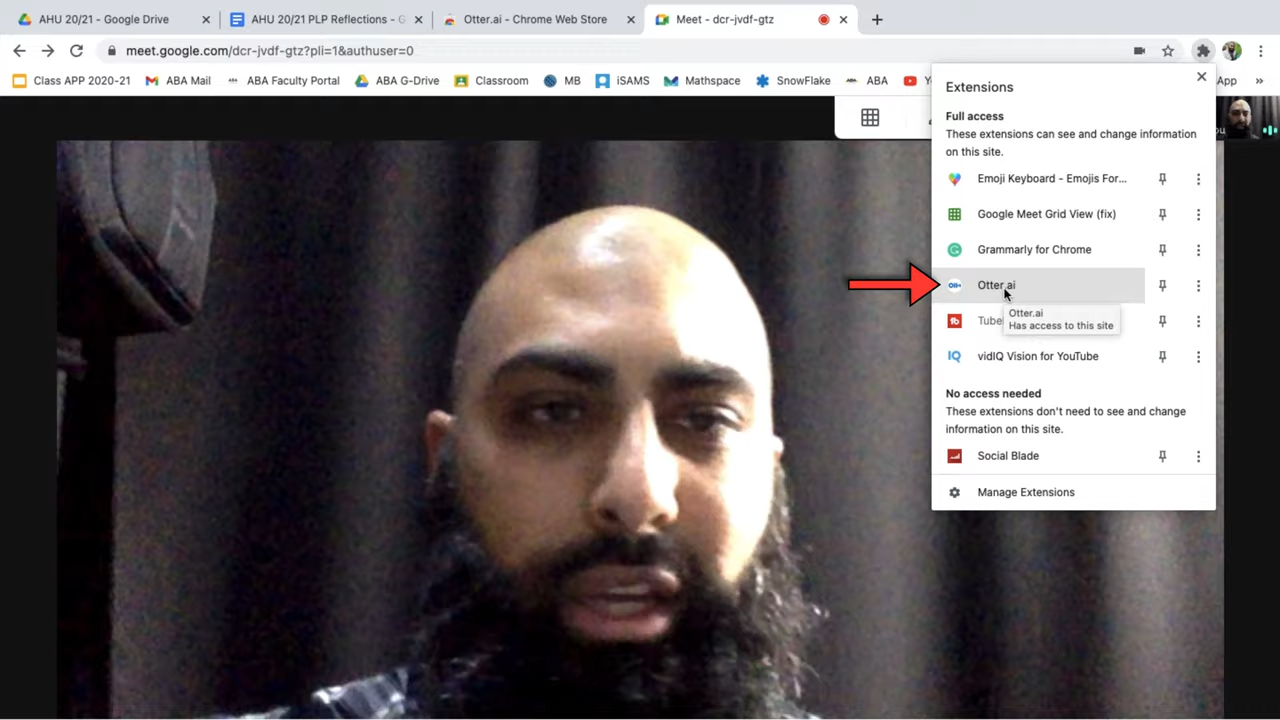 AHU 20/21 - Google Drive
AHU 20/21 PLP Reflections - G
Otter.ai - Chrome Web Store
Meet - dcr-jvdf-gtz
meet.google.com/dcr-jvdf-gtz?pli=1&authuser=0
Class APP 2020-21
ABA Mail
ABA Faculty Portal
ABA G-Drive
Classroom
MB
iSAMS
Mathspace
SnowFlake
ABA
App
Extensions
Full access
These extensions can see and change information
on this site.
Emoji Keyboard - Emojis For...
Google Meet Grid View (fix)
Grammarly for Chrome
Otter.ai
Otter.ai
Has access to this site
Tube
vidIQ Vision for YouTube
No access needed
These extensions don't need to see and change
information on this site.
Social Blade
Manage Extensions